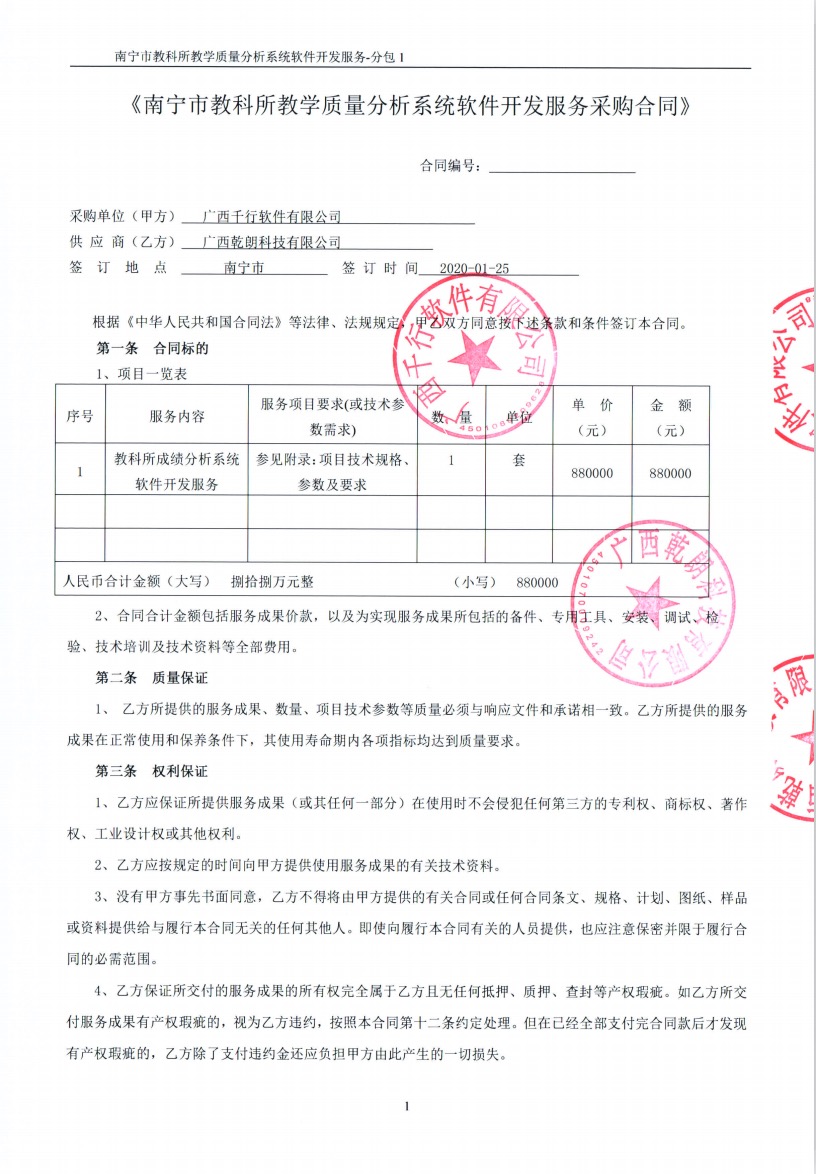 南宁市教科所教学质量分析系统软件开发服务-分包 1
《南宁市教科所教学质量分析系统软件开发服务采购合同》
合同编号：
采购单位（甲方） 广西千行软件有限公司
供 应 商（乙方） 广西乾朗科技有限公司
签 订 地 点 南宁市 签 订 时 间 2020-01-25
根据《中华人民共和国合同法》等法律、法规规定，甲乙双方同意按下述条款和条件签订本合同。
第一条 合同标的
1、项目一览表
序号 服务内容 服务项目要求(或技术参数需求) 数 量 单位 单 价（元） 金 额（元）
1 教科所成绩分析系统软件开发服务 参见附录:项目技术规格、参数及要求 1 套 880000 880000
人民币合计金额（大写） 捌拾捌万元整 （小写） 880000
2、合同合计金额包括服务成果价款，以及为实现服务成果所包括的备件、专用工具、安装、调试、检
验、技术培训及技术资料等全部费用。
第二条 质量保证
1、 乙方所提供的服务成果、数量、项目技术参数等质量必须与响应文件和承诺相一致。乙方所提供的服务
成果在正常使用和保养条件下，其使用寿命期内各项指标均达到质量要求。
第三条 权利保证
1、乙方应保证所提供服务成果（或其任何一部分）在使用时不会侵犯任何第三方的专利权、商标权、著作
权、工业设计权或其他权利。
2、乙方应按规定的时间向甲方提供使用服务成果的有关技术资料。
3、没有甲方事先书面同意，乙方不得将由甲方提供的有关合同或任何合同条文、规格、计划、图纸、样品
或资料提供给与履行本合同无关的任何其他人。即使向履行本合同有关的人员提供，也应注意保密并限于履行合
同的必需范围。
4、乙方保证所交付的服务成果的所有权完全属于乙方且无任何抵押、质押、查封等产权瑕疵。如乙方所交
付服务成果有产权瑕疵的，视为乙方违约，按照本合同第十二条约定处理。但在已经全部支付完合同款后才发现
有产权瑕疵的，乙方除了支付违约金还应负担甲方由此产生的一切损失。
1
广西千行软件有限公司
广西乾朗科技有限公司
件有限公司
乾
有限